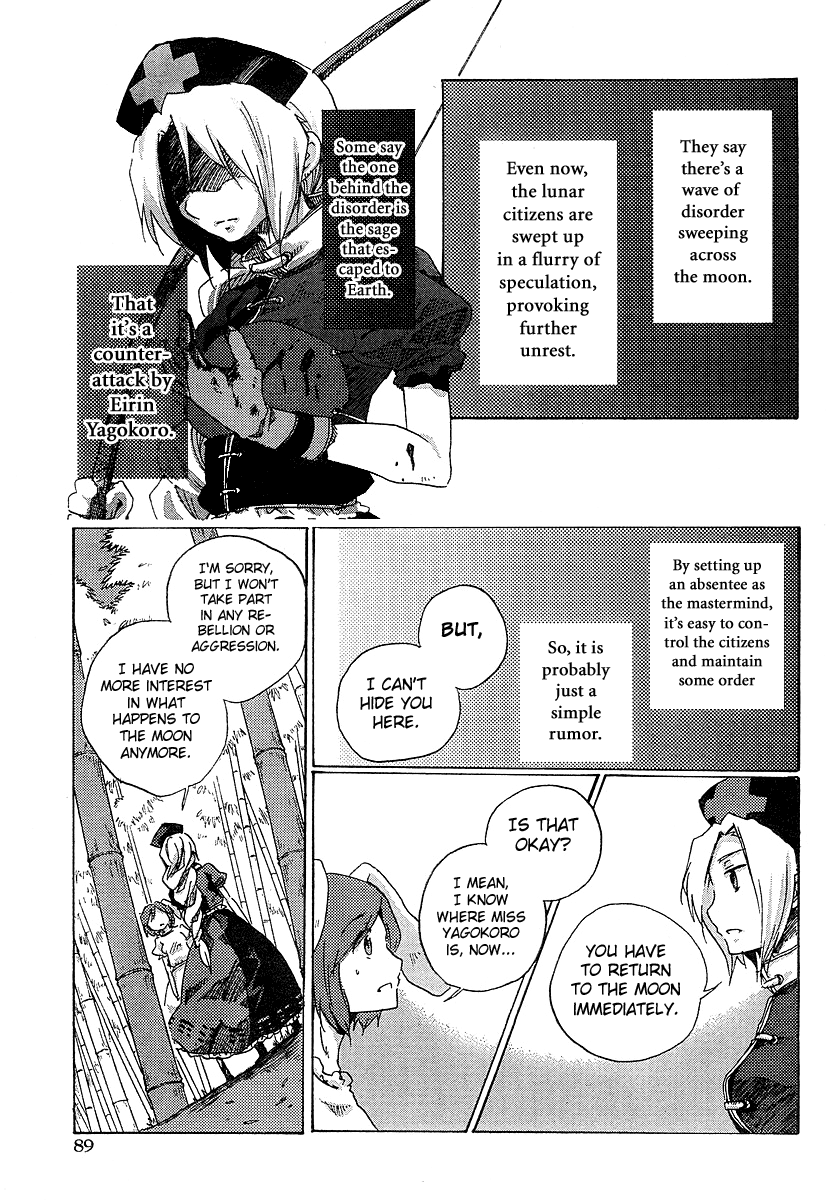 They say
there's a
wave of
disorder
sweeping
across
the moon.
Even now,
the lunar
citizens are
swept up
in a flurry of
speculation,
provoking
further
unrest.
Some say
the one
behind the
disorder is
the sage
that es-
caped to
Earth.
That
it's a
counter-
attack by
Eirin
Yagokoro.
By setting up
an absentee as
the mastermind,
it's easy to con-
trol the citizens
and maintain
some order
So, it is
probably
just a
simple
rumor.
BUT,
I CAN'T
HIDE YOU
HERE.
I'M SORRY,
BUT I WON'T
TAKE PART
IN ANY RE-
BELLION OR
AGGRESSION.
I HAVE NO
MORE INTEREST
IN WHAT
HAPPENS TO
THE MOON
ANYMORE.
YOU HAVE
TO RETURN
TO THE MOON
IMMEDIATELY.
IS THAT
OKAY?
I MEAN,
I KNOW
WHERE MISS
YAGOKORO
IS, NOW...
89